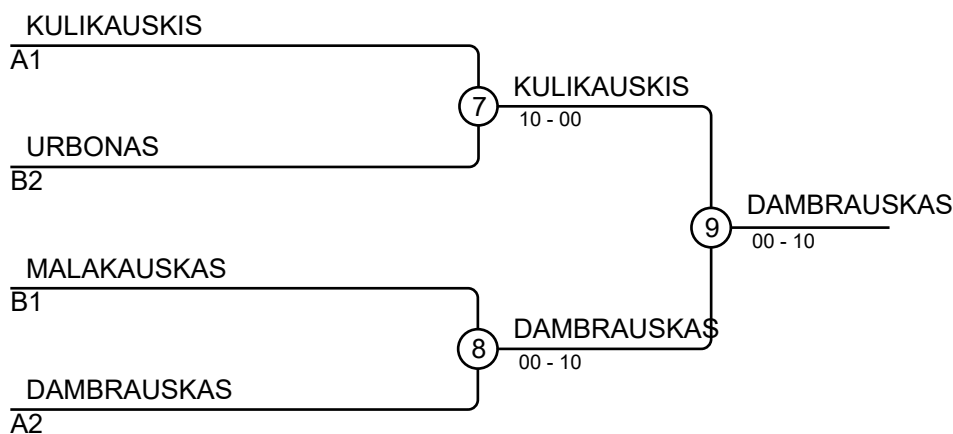 KULIKAUSKIS
A1
7
KULIKAUSKIS
10 - 00
URBONAS
B2
9
DAMBRAUSKAS
00 - 10
MALAKAUSKAS
B1
8
DAMBRAUSKAS
00 - 10
DAMBRAUSKAS
A2